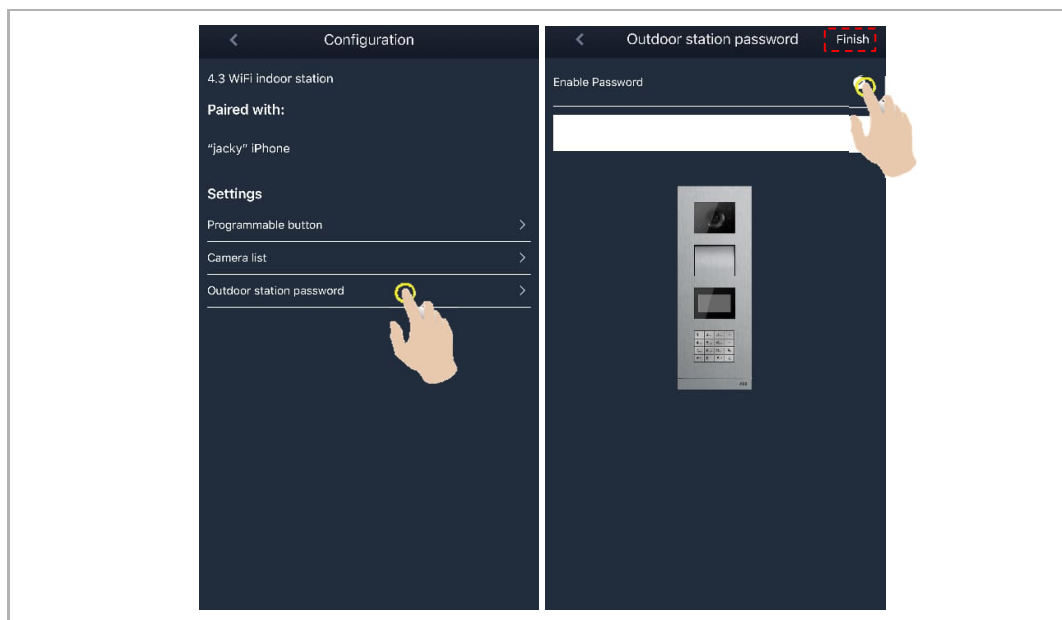 Configuration
4.3 WiFi indoor station
Paired with:
“jacky” iPhone
Settings
Programmable button
Camera list
Outdoor station password
Outdoor station password
Finish
Enable Password
ABB